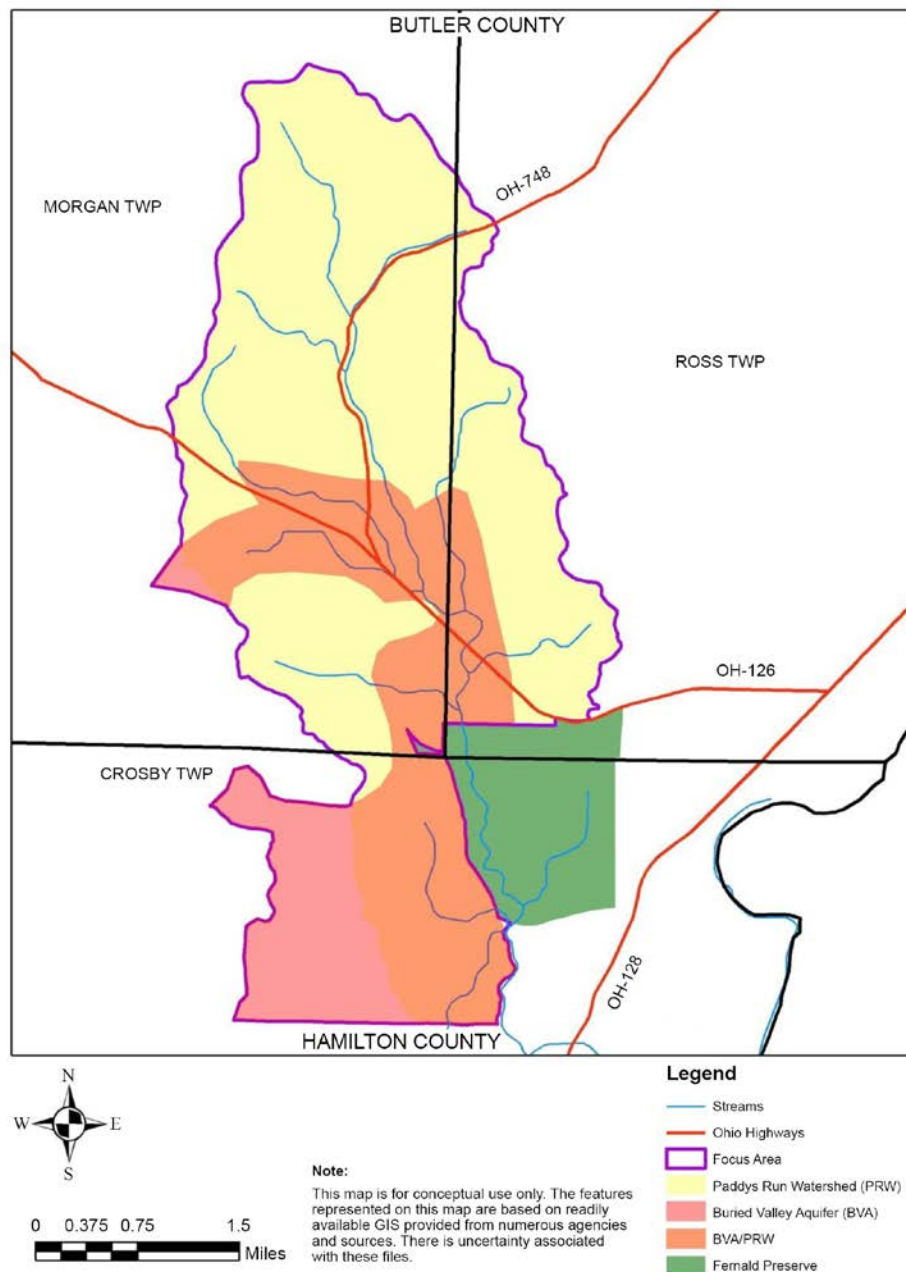 BUTLER COUNTY
OH-748
MORGAN TWP
ROSS TWP
OH-126
CROSBY TWP
OH-128
HAMILTON COUNTY
N
W
E
S
0 0.375 0.75 1.5
Miles
Note:
This map is for conceptual use only. The features
represented on this map are based on readily
available GIS provided from numerous agencies
and sources. There is uncertainty associated
with these files.
Legend
Streams
Ohio Highways
Focus Area
Paddys Run Watershed (PRW)
Buried Valley Aquifer (BVA)
BVA/PRW
Fernald Preserve